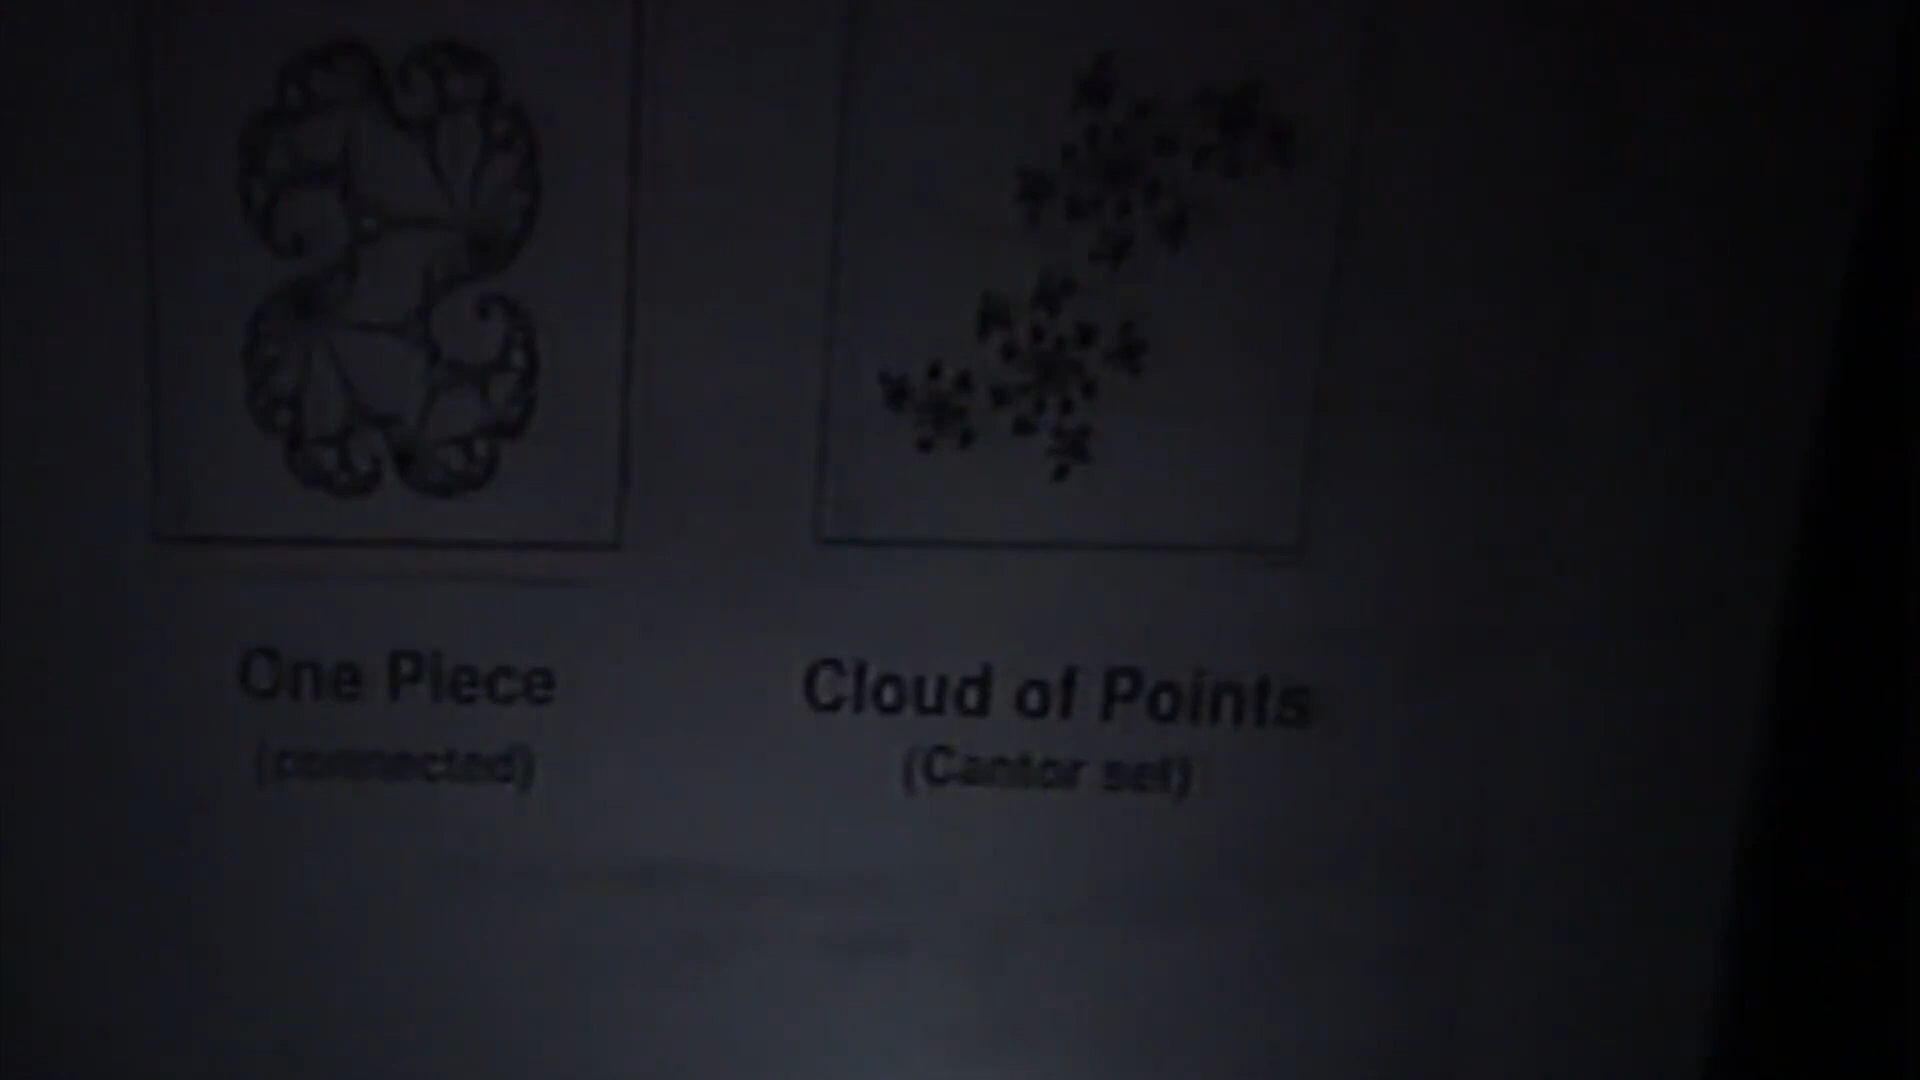 One Piece
(connected)
Cloud of Points
(Cantor set)